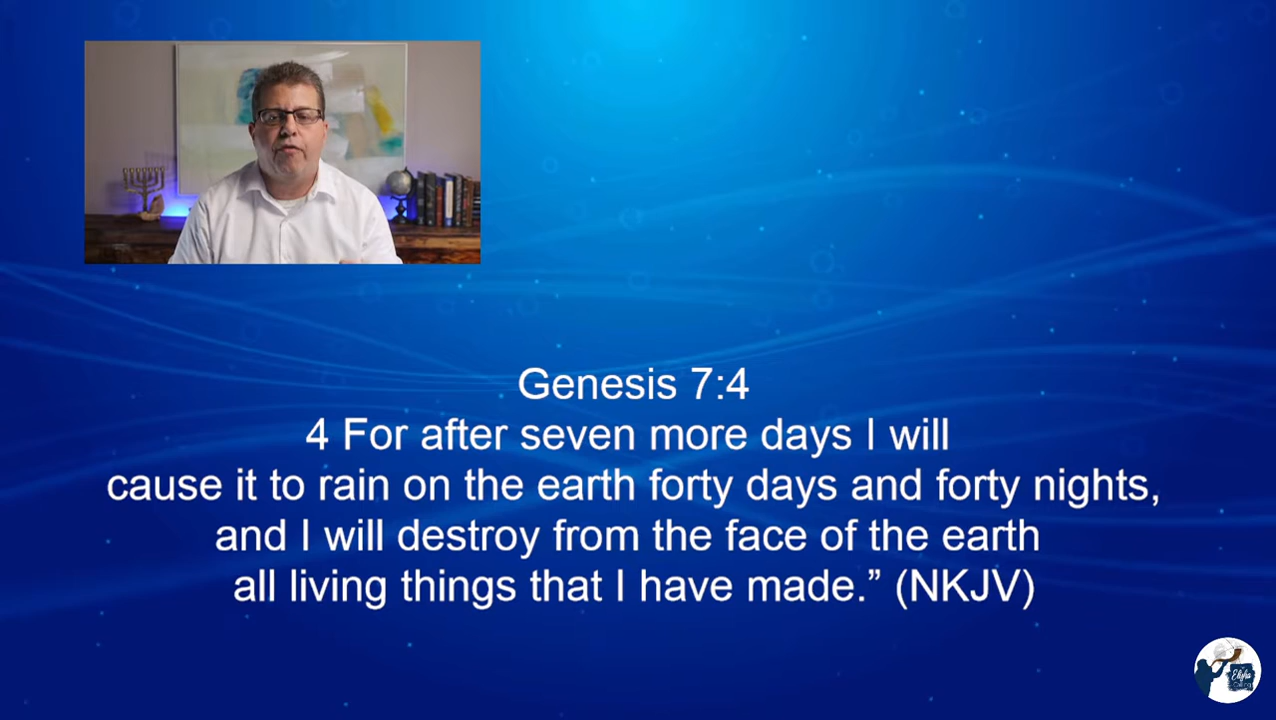 Genesis 7:4
4 For after seven more days I will
cause it to rain on the earth forty days and forty nights,
and I will destroy from the face of the earth
all living things that I have made.” (NKJV)